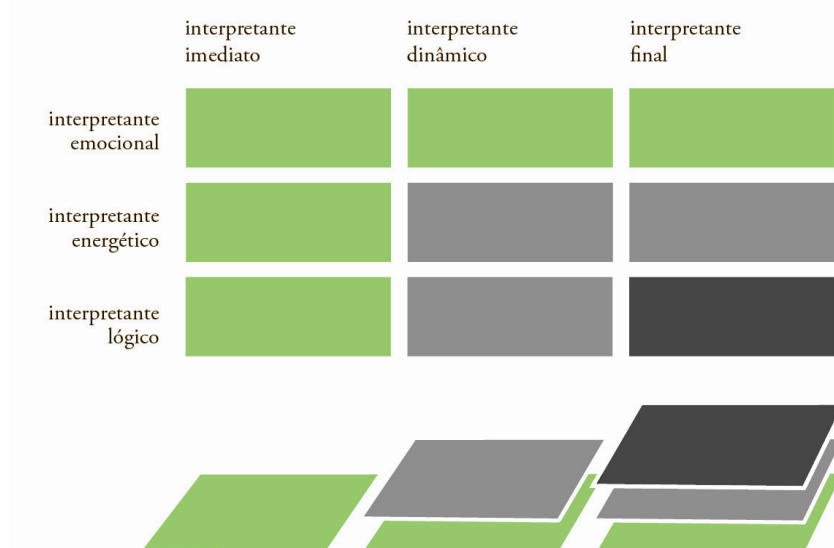 interpretante
imediato
interpretante
dinâmico
interpretante
final
interpretante
emocional
interpretante
energético
interpretante
lógico